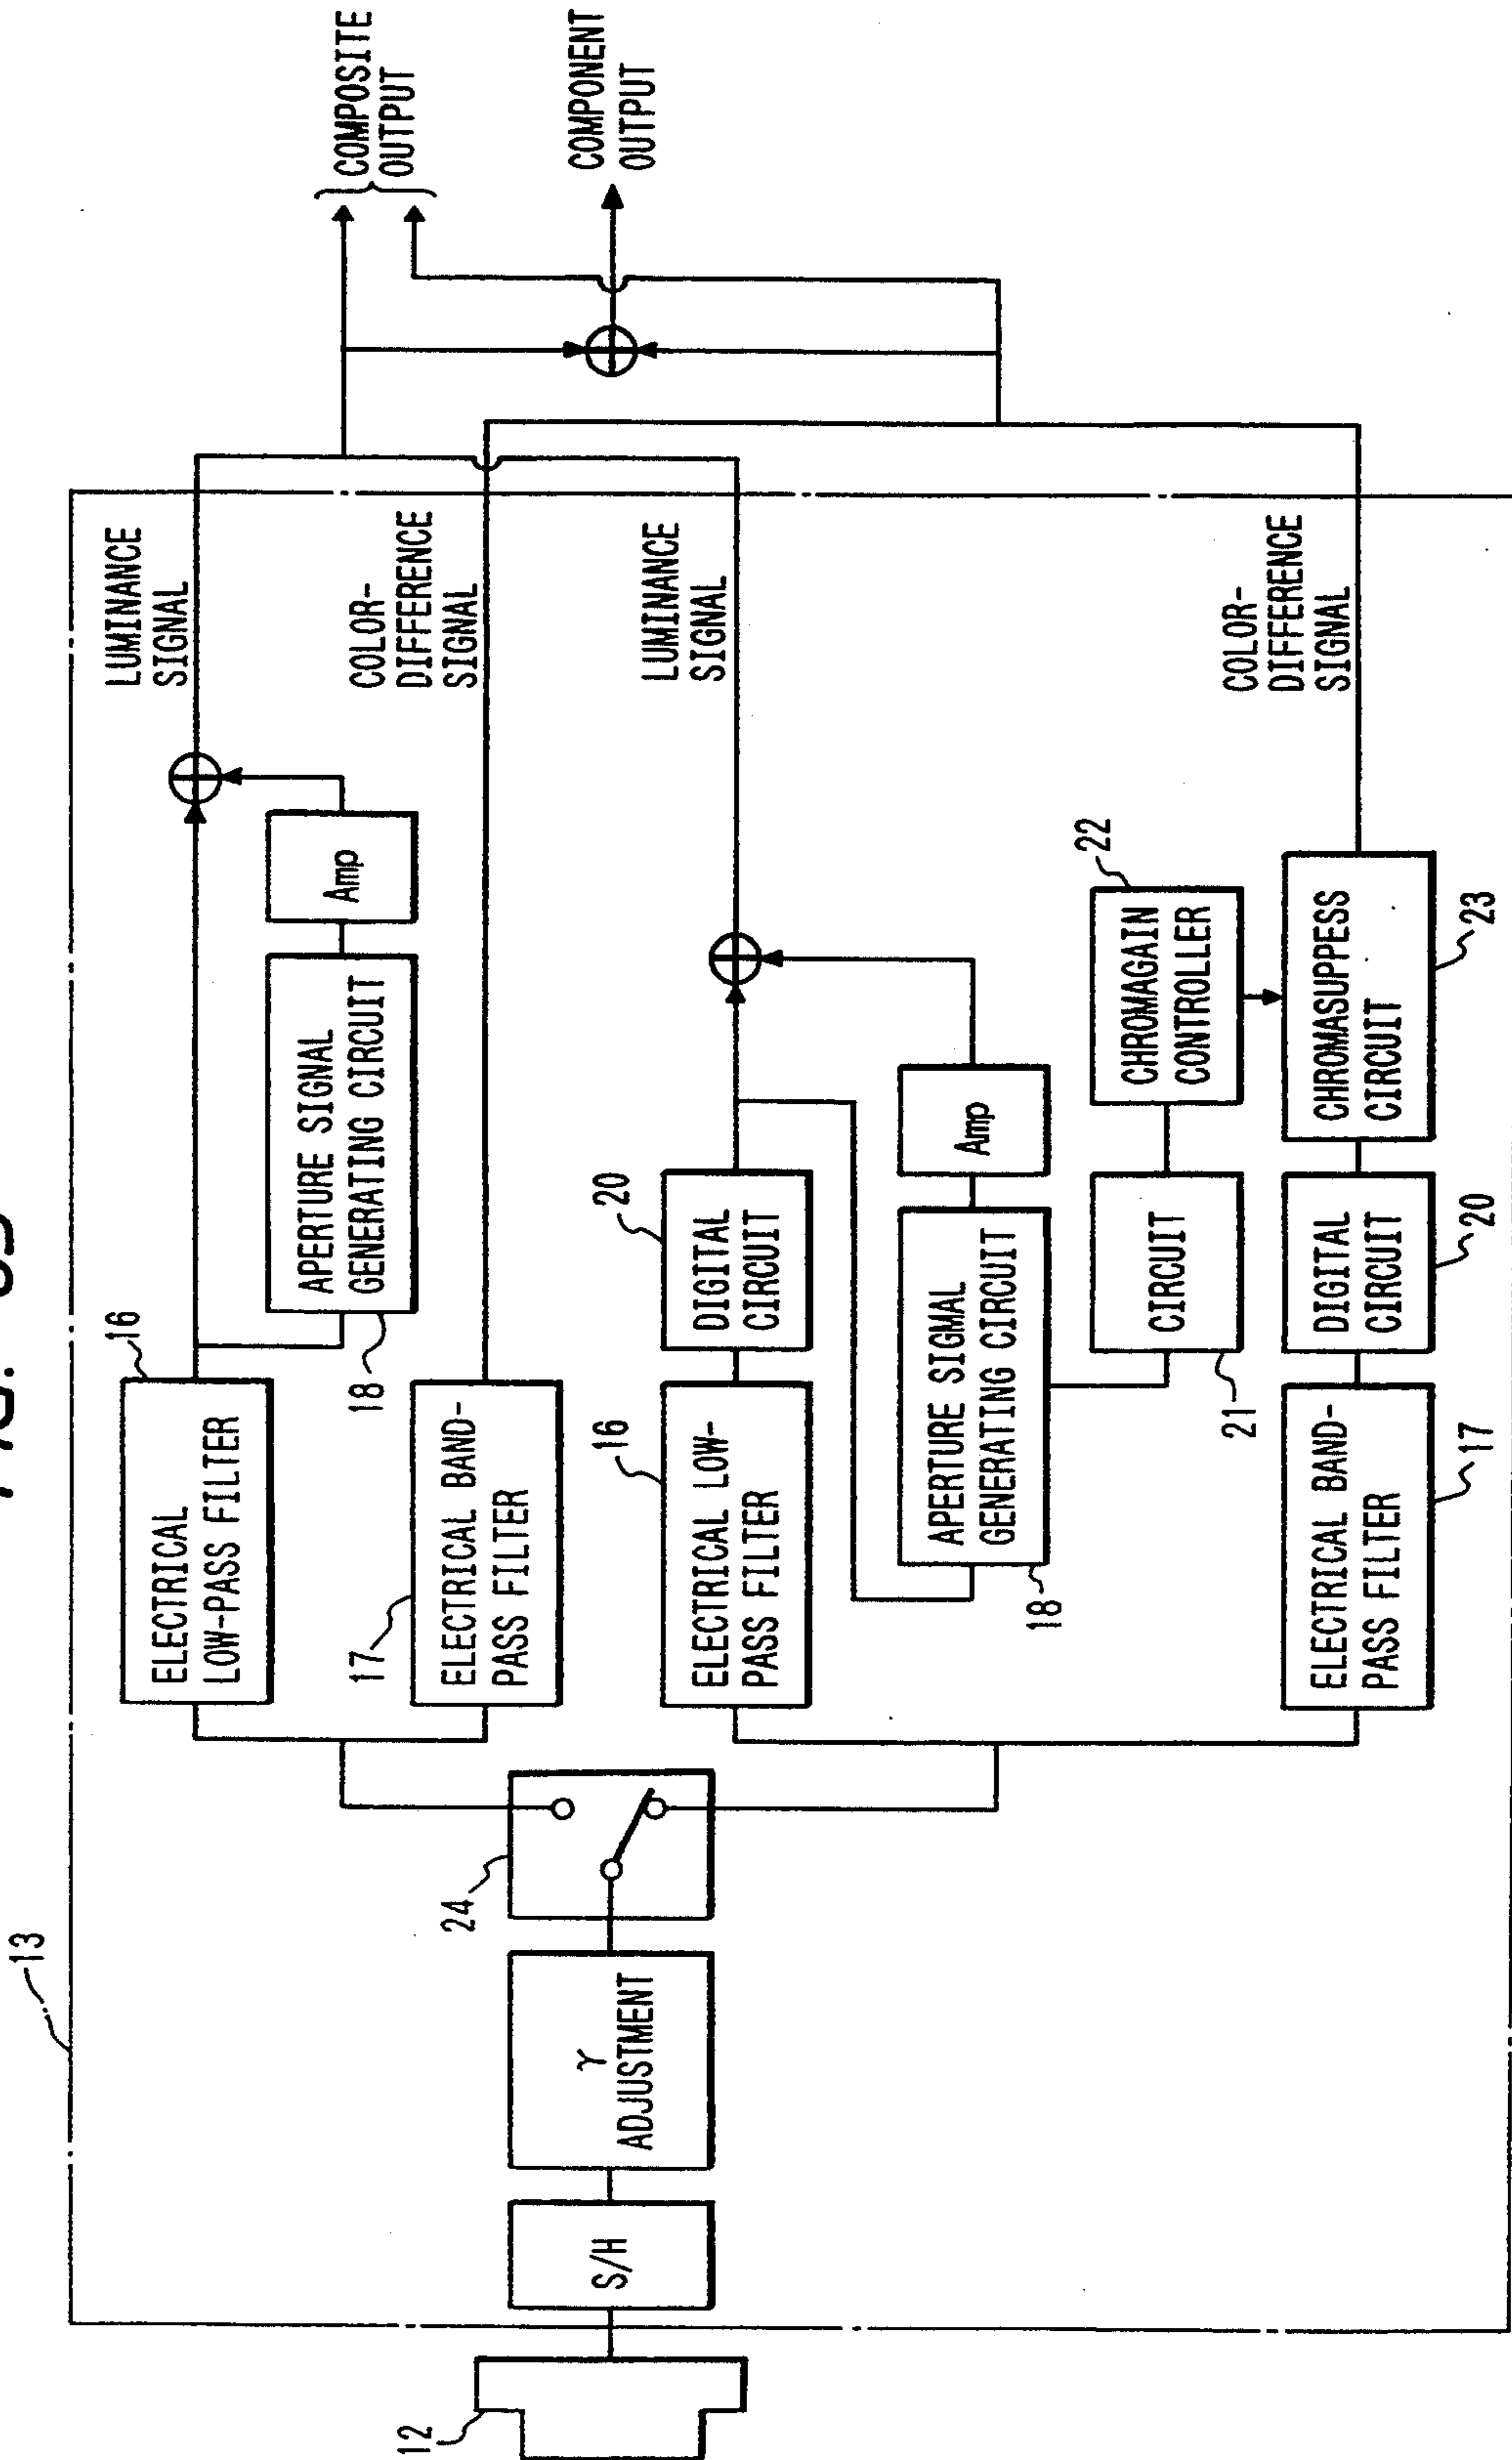 13
12
S/H
γ
ADJUSTMENT
24
ELECTRICAL
LOW-PASS FILTER
16
APERTURE SIGNAL
GENERATING CIRCUIT
18
Amp
LUMINANCE
SIGNAL
17
ELECTRICAL BAND-
PASS FILTER
COLOR-
DIFFERENCE
SIGNAL
16
ELECTRICAL LOW-
PASS FILTER
20
DIGITAL
CIRCUIT
LUMINANCE
SIGNAL
APERTURE SIGMAL
GENERATING CIRCUIT
18
Amp
CIRCUIT
21
CHROMAGAIN
CONTROLLER
22
ELECTRICAL BAND-
PASS FILTER
17
DIGITAL
CIRCUIT
20
CHROMASUPPESS
CIRCUIT
23
COLOR-
DIFFERENCE
SIGNAL
COMPOSITE
OUTPUT
COMPONENT
OUTPUT